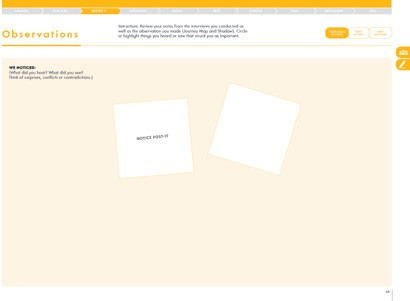 Observations
Instructions: Review your notes from the interviews you conducted as
well as the observation you made (Journey Map and Shadow). Circle
or highlight things you heard or saw that struck you as important.
WE NOTICED:
(What did you hear? What did you see?
Think of surprises, conflicts or contradictions.)
NOTICE POST-IT